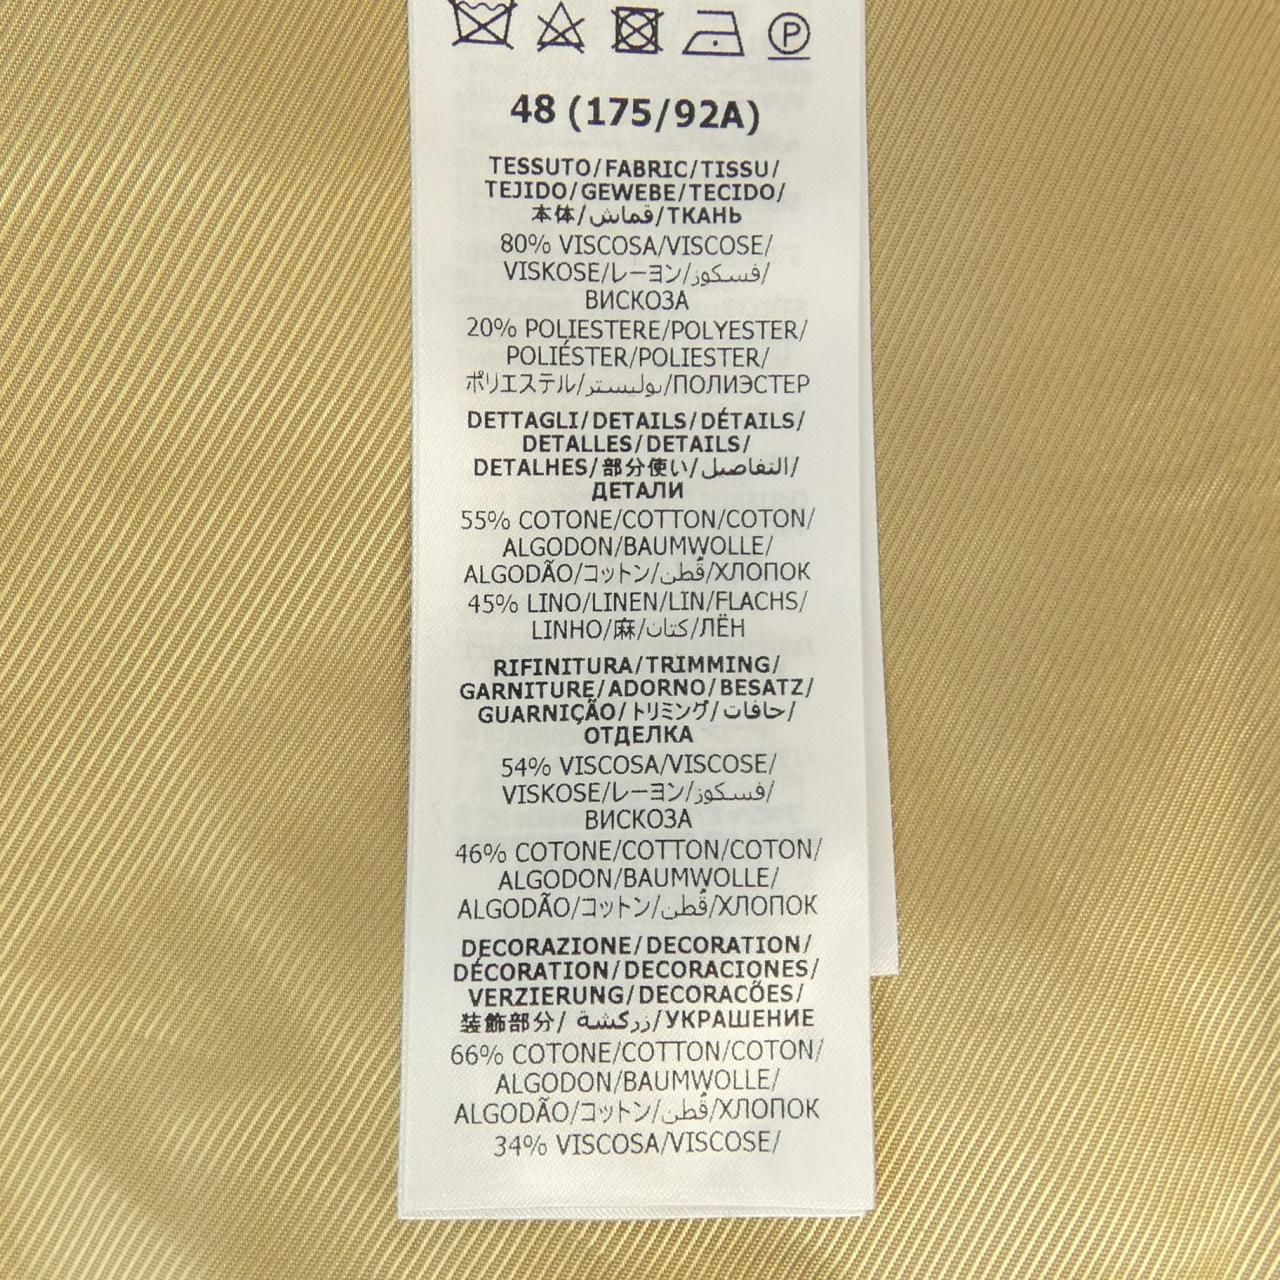 48 (175/92A)
TESSUTO/FABRIC/TISSU/
TEJIDO/GEWEBE/TECIDO/
本体/قماش/ТКАНЬ
80% VISCOSA/VISCOSE/
VISKOSE/レーヨン/فسكوز/
ВИСКОЗА
20% POLIESTERE/POLYESTER/
POLIÉSTER/POLIESTER/
ポリエステル/بوليستر/ПОЛИЭСТЕР
DETTAGLI/DETAILS/DÉTAILS/
DETALLES/DETAILS/
DETALHES/部分使い/التفاصيل/
ДЕТАЛИ
55% COTONE/COTTON/COTON/
ALGODON/BAUMWOLLE/
ALGODÃO/コットン/قُطن/ХЛОПОК
45% LINO/LINEN/LIN/FLACHS/
LINHO/麻/كتان/ЛЁН
RIFINITURA/TRIMMING/
GARNITURE/ADORNO/BESATZ/
GUARNIÇÃO/トリミング/حافات/
ОТДЕЛКА
54% VISCOSA/VISCOSE/
VISKOSE/レーヨン/فسكوز/
ВИСКОЗА
46% COTONE/COTTON/COTON/
ALGODON/BAUMWOLLE/
ALGODÃO/コットン/قُطن/ХЛОПОК
DECORAZIONE/DECORATION/
DÉCORATION/DECORACIONES/
VERZIERUNG/DECORACÕES/
装飾部分/زركشة/УКРАШЕНИЕ
66% COTONE/COTTON/COTON/
ALGODON/BAUMWOLLE/
ALGODÃO/コットン/قُطن/ХЛОПОК
34% VISCOSA/VISCOSE/